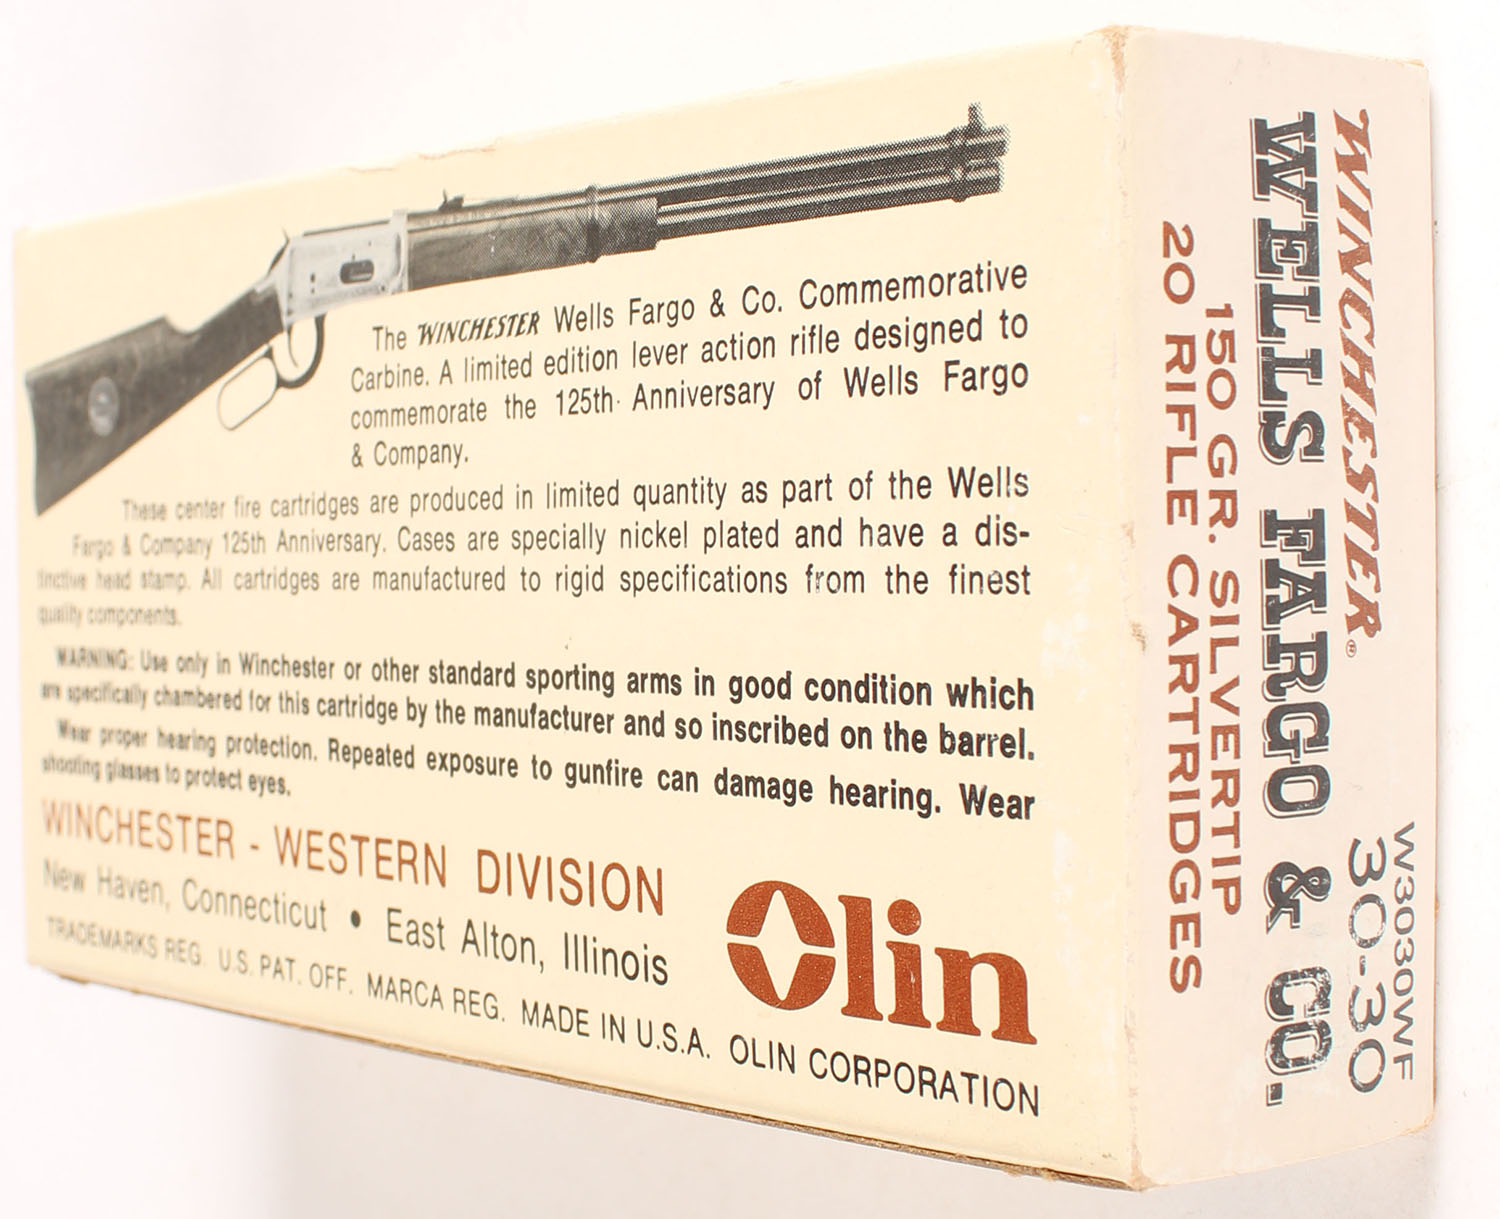 The WINCHESTER Wells Fargo & Co. Commemorative
Carbine. A limited edition lever action rifle designed to
commemorate the 125th Anniversary of Wells Fargo
& Company.
These center fire cartridges are produced in limited quantity as part of the Wells
Fargo & Company 125th Anniversary. Cases are specially nickel plated and have a dis-
tinctive head stamp. All cartridges are manufactured to rigid specifications from the finest
quality components.
WARNING: Use only in Winchester or other standard sporting arms in good condition which
are specifically chambered for this cartridge by the manufacturer and so inscribed on the barrel.
Wear proper hearing protection. Repeated exposure to gunfire can damage hearing. Wear
shooting glasses to protect eyes.
WINCHESTER - WESTERN DIVISION
New Haven, Connecticut • East Alton, Illinois
Olin
TRADEMARKS REG. U.S. PAT. OFF. MARCA REG. MADE IN U.S.A. OLIN CORPORATION
W3030WF
30-30
WINCHESTER®
WELLS FARGO & CO.
150 GR. SILVERTIP
20 RIFLE CARTRIDGES